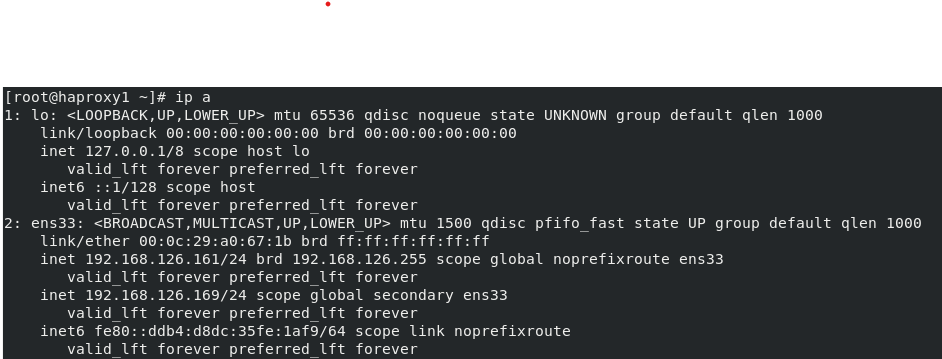 [root@haproxy1 ~]# ip a
1: lo: <LOOPBACK,UP,LOWER_UP> mtu 65536 qdisc noqueue state UNKNOWN group default qlen 1000
    link/loopback 00:00:00:00:00:00 brd 00:00:00:00:00:00
    inet 127.0.0.1/8 scope host lo
       valid_lft forever preferred_lft forever
    inet6 ::1/128 scope host
       valid_lft forever preferred_lft forever
2: ens33: <BROADCAST,MULTICAST,UP,LOWER_UP> mtu 1500 qdisc pfifo_fast state UP group default qlen 1000
    link/ether 00:0c:29:a0:67:1b brd ff:ff:ff:ff:ff:ff
    inet 192.168.126.161/24 brd 192.168.126.255 scope global noprefixroute ens33
       valid_lft forever preferred_lft forever
    inet 192.168.126.169/24 scope global secondary ens33
       valid_lft forever preferred_lft forever
    inet6 fe80::ddb4:d8dc:35fe:1af9/64 scope link noprefixroute
       valid_lft forever preferred_lft forever